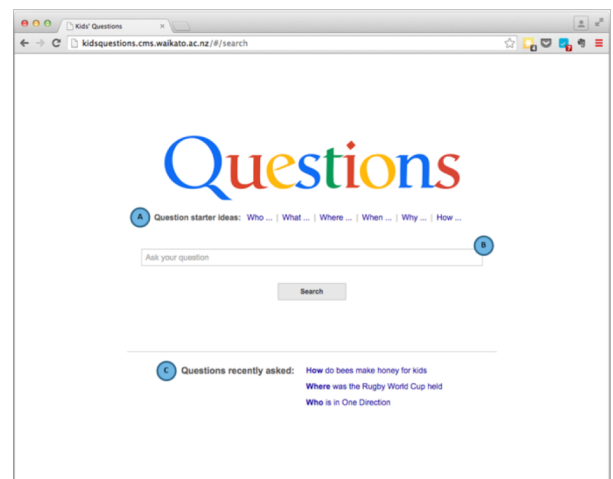 Kids' Questions
kidsquestions.cms.waikato.ac.nz/#/search
Questions
A Question starter ideas: Who ... | What ... | Where ... | When ... | Why ... | How ...
B
Ask your question
Search
C Questions recently asked: How do bees make honey for kids
Where was the Rugby World Cup held
Who is in One Direction